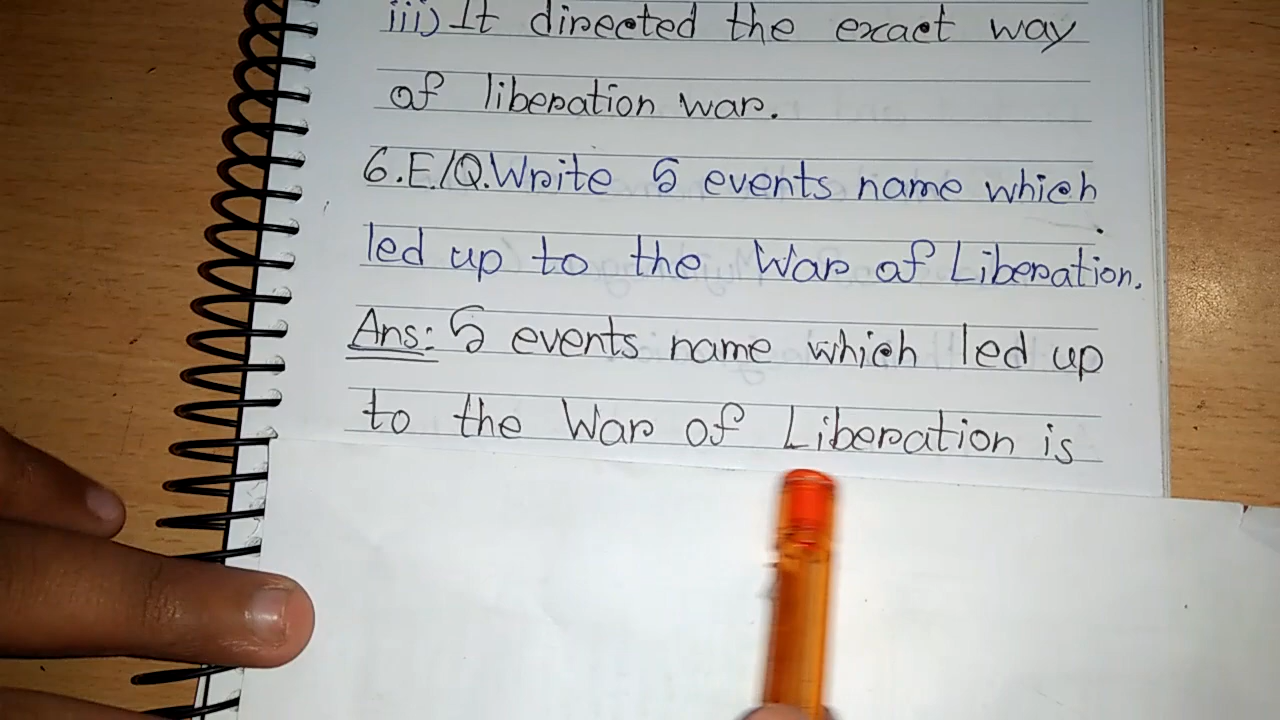 iii) It directed the exact way
of liberation war.
6.E/Q.Write 5 events name which
led up to the War of Liberation.
Ans: 5 events name which led up
to the War of Liberation is